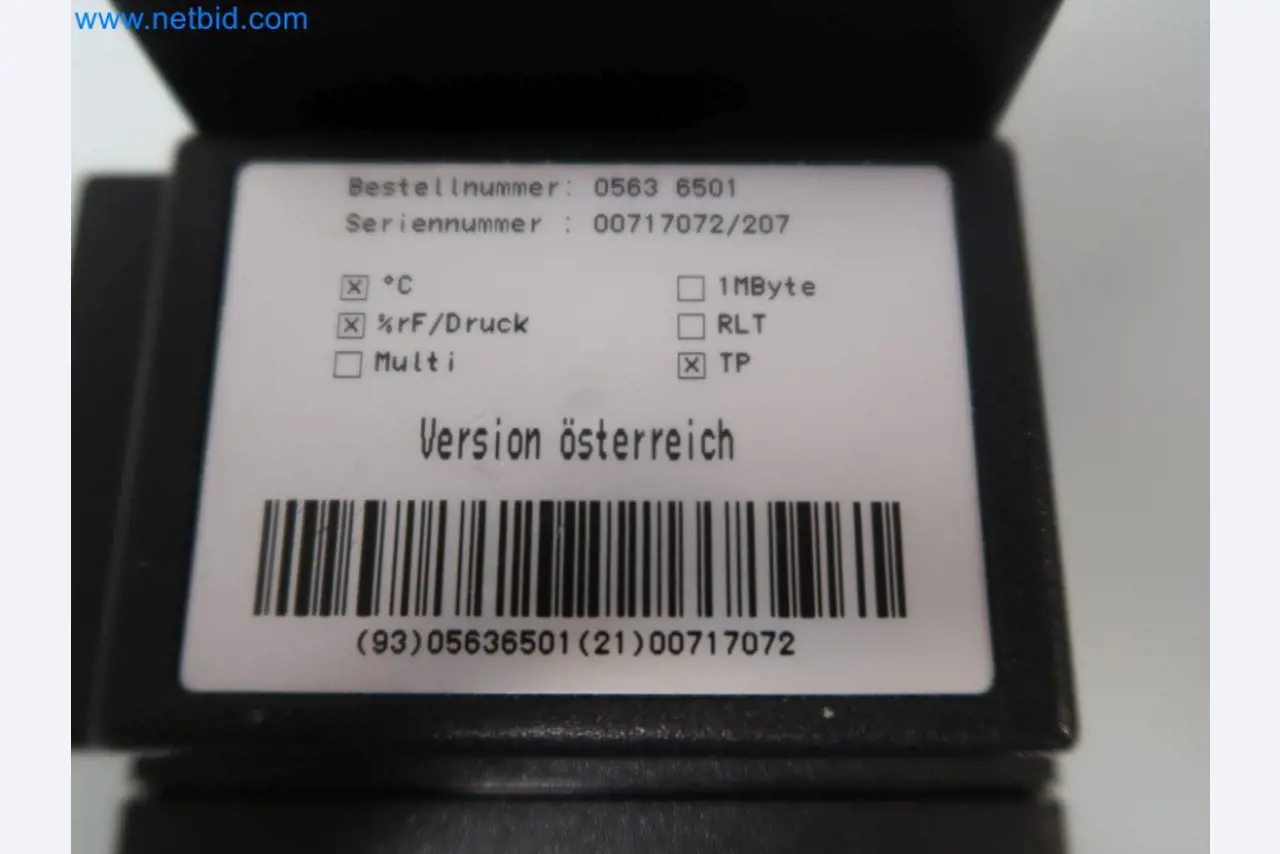 www.netbid.com
Bestellnummer: 0563 6501
Seriennummer : 00717072/207
☒ °C ☐ 1MByte
☒ %rF/Druck ☐ RLT
☐ Multi ☒ TP
Version österreich
(93)05636501(21)00717072